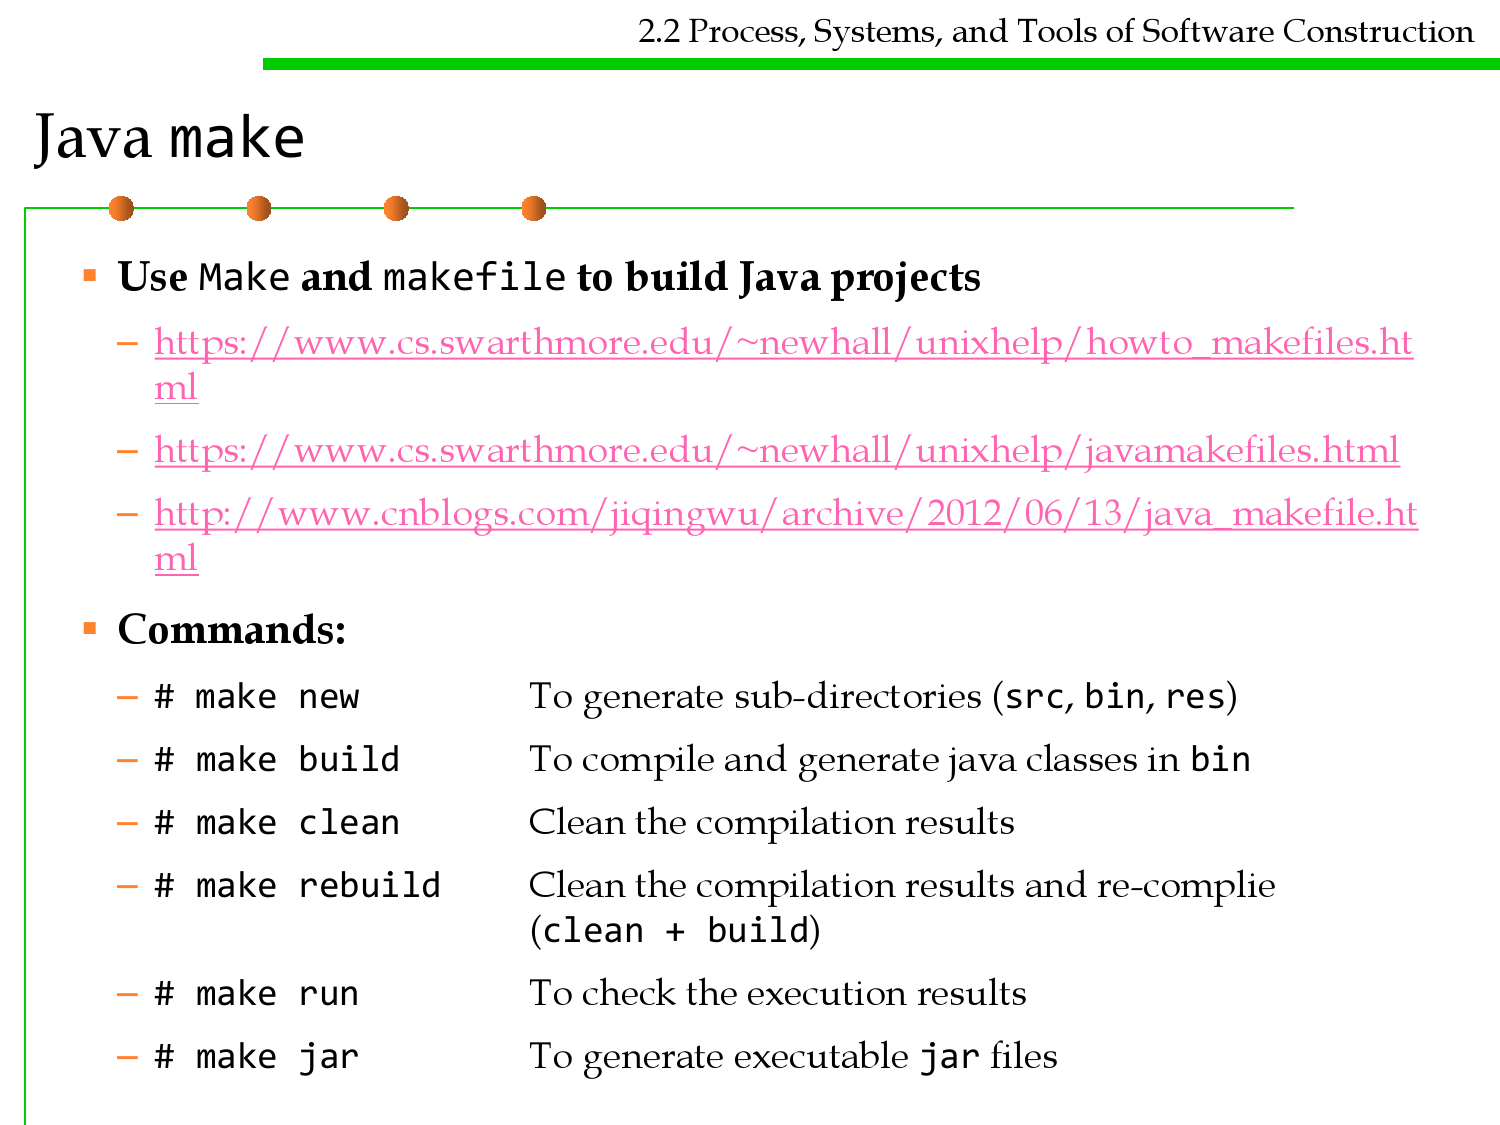 2.2 Process, Systems, and Tools of Software Construction
Java make
▪ Use Make and makefile to build Java projects
– https://www.cs.swarthmore.edu/~newhall/unixhelp/howto_makefiles.ht
ml
– https://www.cs.swarthmore.edu/~newhall/unixhelp/javamakefiles.html
– http://www.cnblogs.com/jiqingwu/archive/2012/06/13/java_makefile.ht
ml
▪ Commands:
– # make new To generate sub-directories (src, bin, res)
– # make build To compile and generate java classes in bin
– # make clean Clean the compilation results
– # make rebuild Clean the compilation results and re-complie
(clean + build)
– # make run To check the execution results
– # make jar To generate executable jar files